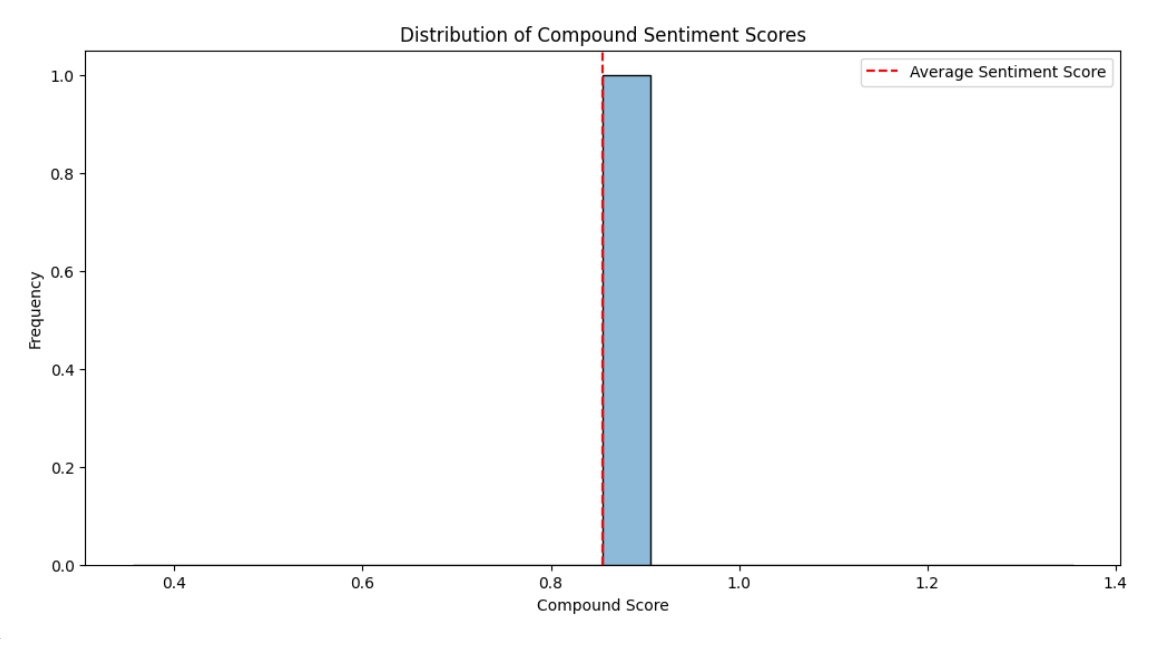 Distribution of Compound Sentiment Scores
Average Sentiment Score
1.0
0.8
0.6
0.4
0.2
0.0
Frequency
0.4 0.6 0.8 1.0 1.2 1.4
Compound Score